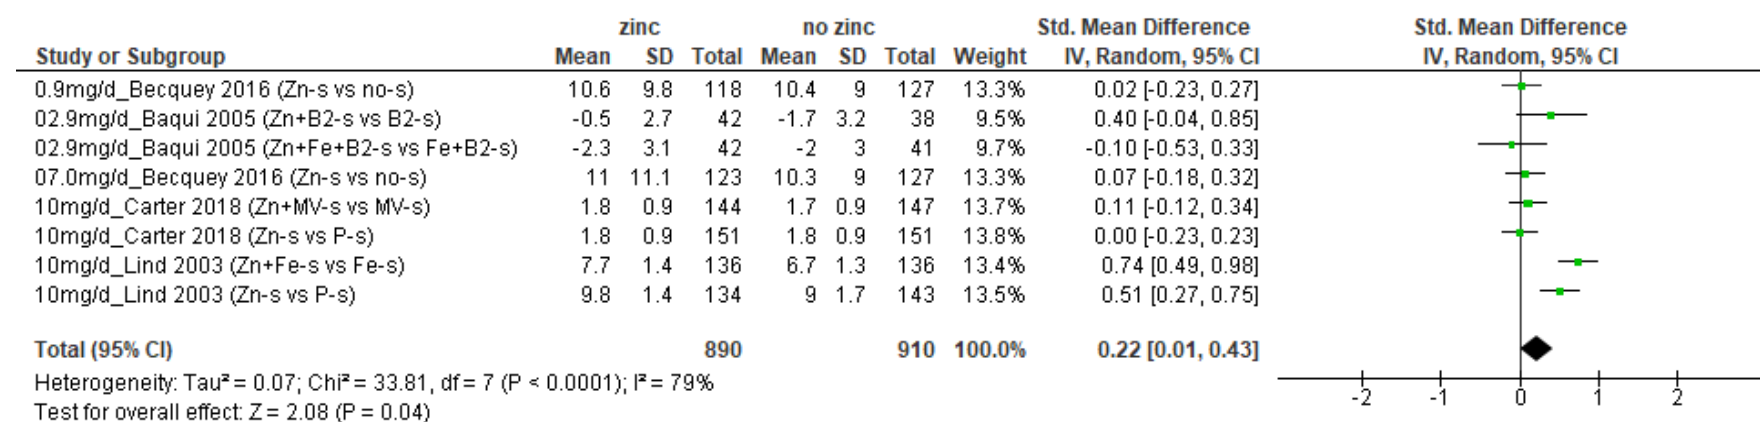 zinc no zinc Std. Mean Difference Std. Mean Difference
Study or Subgroup Mean SD Total Mean SD Total Weight IV, Random, 95% CI IV, Random, 95% CI
0.9mg/d_Becquey 2016 (Zn-s vs no-s) 10.6 9.8 118 10.4 9 127 13.3% 0.02 [-0.23, 0.27]
02.9mg/d_Baqui 2005 (Zn+B2-s vs B2-s) -0.5 2.7 42 -1.7 3.2 38 9.5% 0.40 [-0.04, 0.85]
02.9mg/d_Baqui 2005 (Zn+Fe+B2-s vs Fe+B2-s) -2.3 3.1 42 -2 3 41 9.7% -0.10 [-0.53, 0.33]
07.0mg/d_Becquey 2016 (Zn-s vs no-s) 11 11.1 123 10.3 9 127 13.3% 0.07 [-0.18, 0.32]
10mg/d_Carter 2018 (Zn+MV-s vs MV-s) 1.8 0.9 144 1.7 0.9 147 13.7% 0.11 [-0.12, 0.34]
10mg/d_Carter 2018 (Zn-s vs P-s) 1.8 0.9 151 1.8 0.9 151 13.8% 0.00 [-0.23, 0.23]
10mg/d_Lind 2003 (Zn+Fe-s vs Fe-s) 7.7 1.4 136 6.7 1.3 136 13.4% 0.74 [0.49, 0.98]
10mg/d_Lind 2003 (Zn-s vs P-s) 9.8 1.4 134 9 1.7 143 13.5% 0.51 [0.27, 0.75]
Total (95% CI) 890 910 100.0% 0.22 [0.01, 0.43]
Heterogeneity: Tau² = 0.07; Chi² = 33.81, df = 7 (P < 0.0001); I² = 79%
Test for overall effect: Z = 2.08 (P = 0.04)
-2 -1 0 1 2